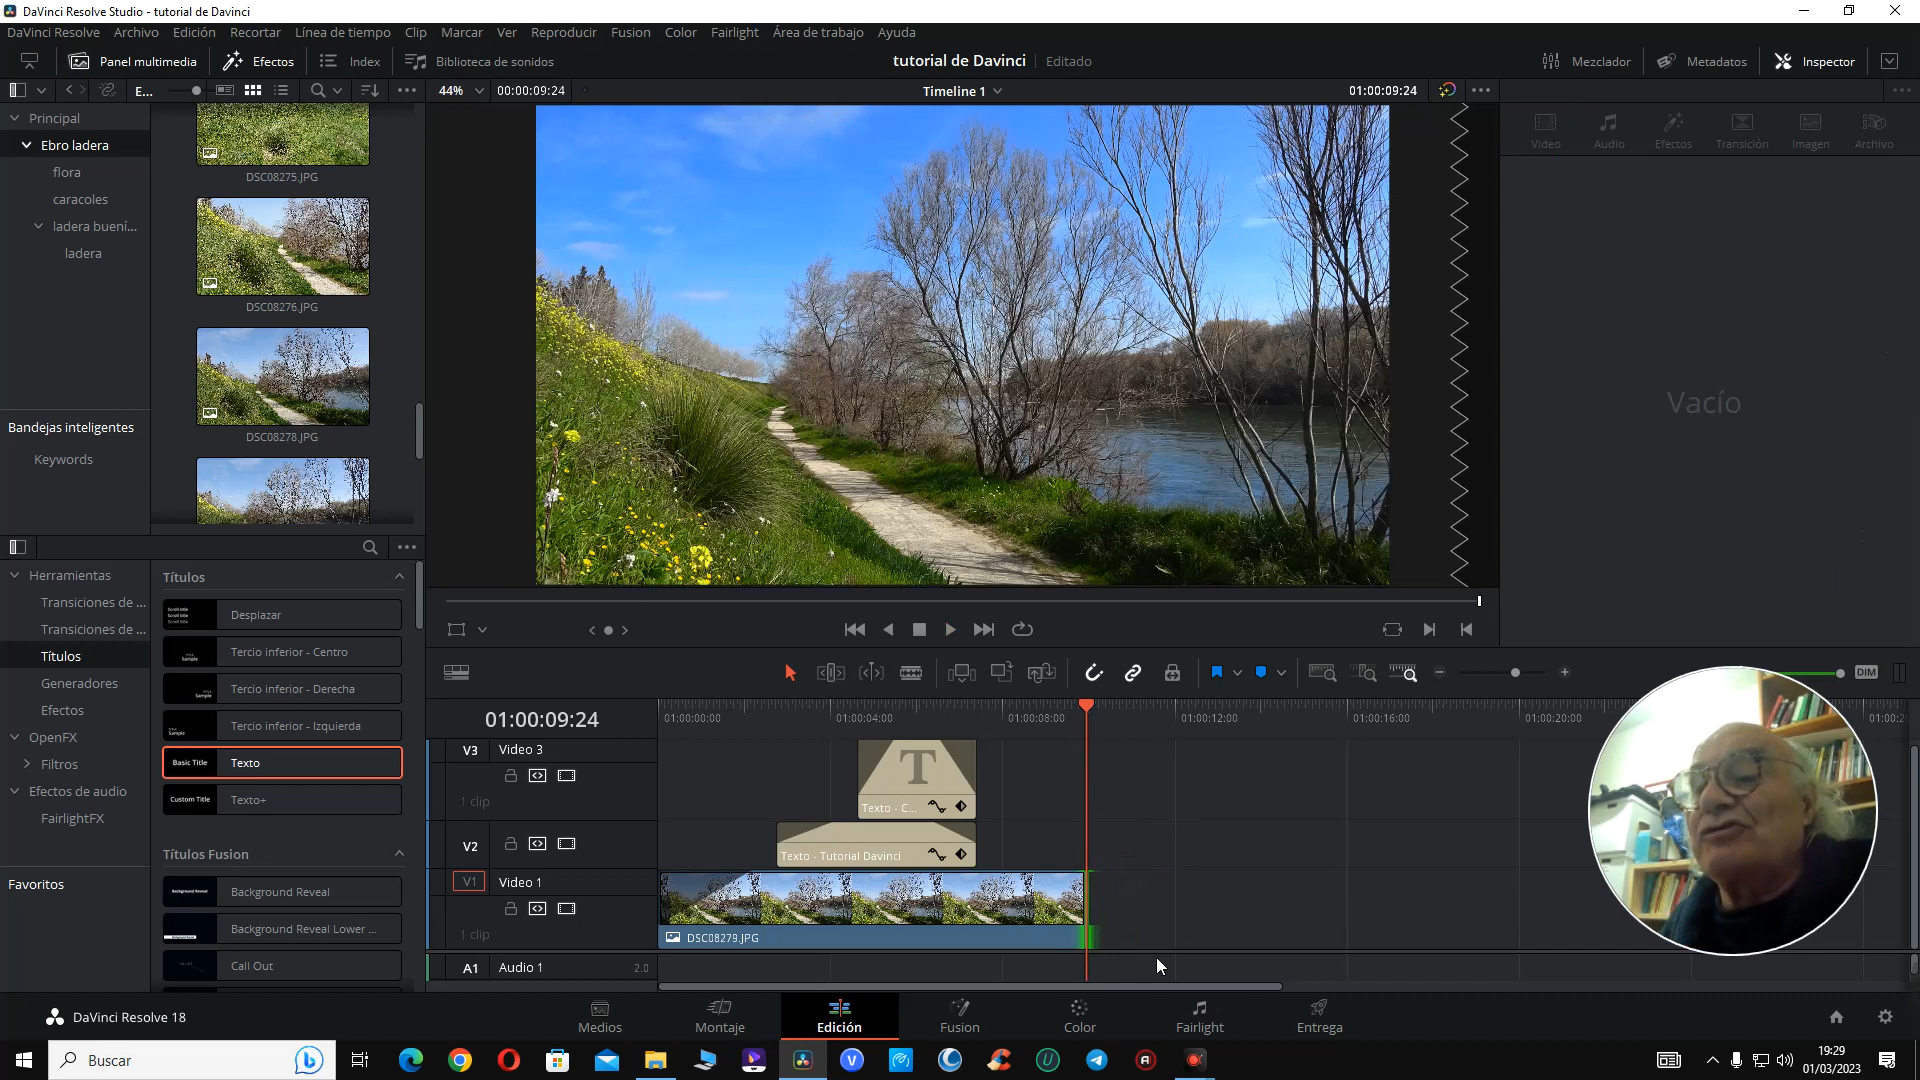 DaVinci Resolve Studio - tutorial de Davinci
DaVinci Resolve Archivo Edición Recortar Línea de tiempo Clip Marcar Ver Reproducir Fusion Color Fairlight Área de trabajo Ayuda
Panel multimedia Efectos Index Biblioteca de sonidos tutorial de Davinci Editado Mezclador Metadatos Inspector
E... 44% 00:00:09:24 Timeline 1 01:00:09:24
Principal
Ebro ladera
flora
caracoles
ladera buení...
ladera
DSC08275.JPG
DSC08276.JPG
DSC08278.JPG
Bandejas inteligentes
Keywords
Video Audio Efectos Transición Imagen Archivo
Vacío
Herramientas
Transiciones de ...
Transiciones de ...
Títulos
Generadores
Efectos
OpenFX
Filtros
Efectos de audio
FairlightFX
Favoritos
Títulos
Desplazar
Tercio inferior - Centro
Tercio inferior - Derecha
Tercio inferior - Izquierda
Basic Title Texto
Custom Title Texto+
Títulos Fusion
Background Reveal Background Reveal
Background Reveal Lower ...
Call Out
DIM
01:00:09:24
01:00:00:00 01:00:04:00 01:00:08:00 01:00:12:00 01:00:16:00 01:00:20:00 01:00:2
V3 Video 3
1 clip
T
Texto - C...
V2
Texto - Tutorial Davinci
V1 Video 1
1 clip
DSC08279.JPG
A1 Audio 1 2.0
DaVinci Resolve 18
Medios Montaje Edición Fusion Color Fairlight Entrega
Buscar
19:29
01/03/2023